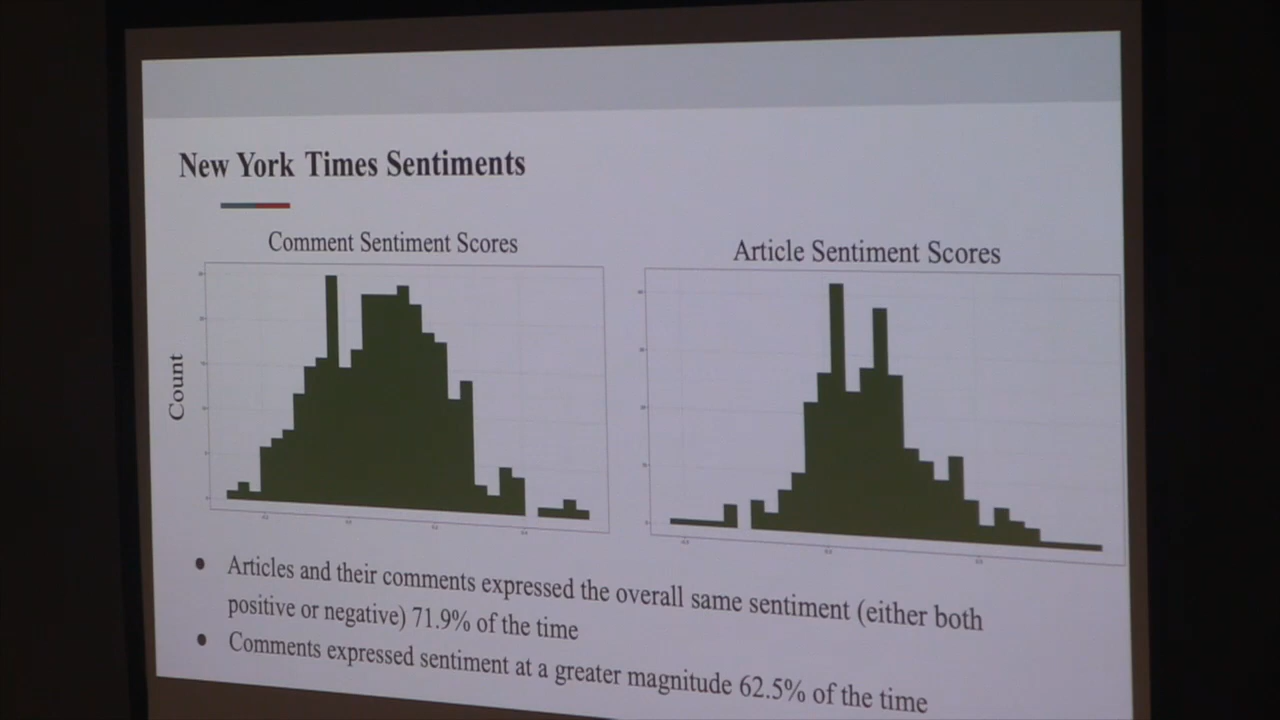 New York Times Sentiments
Comment Sentiment Scores
Article Sentiment Scores
Count
● Articles and their comments expressed the overall same sentiment (either both
positive or negative) 71.9% of the time
● Comments expressed sentiment at a greater magnitude 62.5% of the time